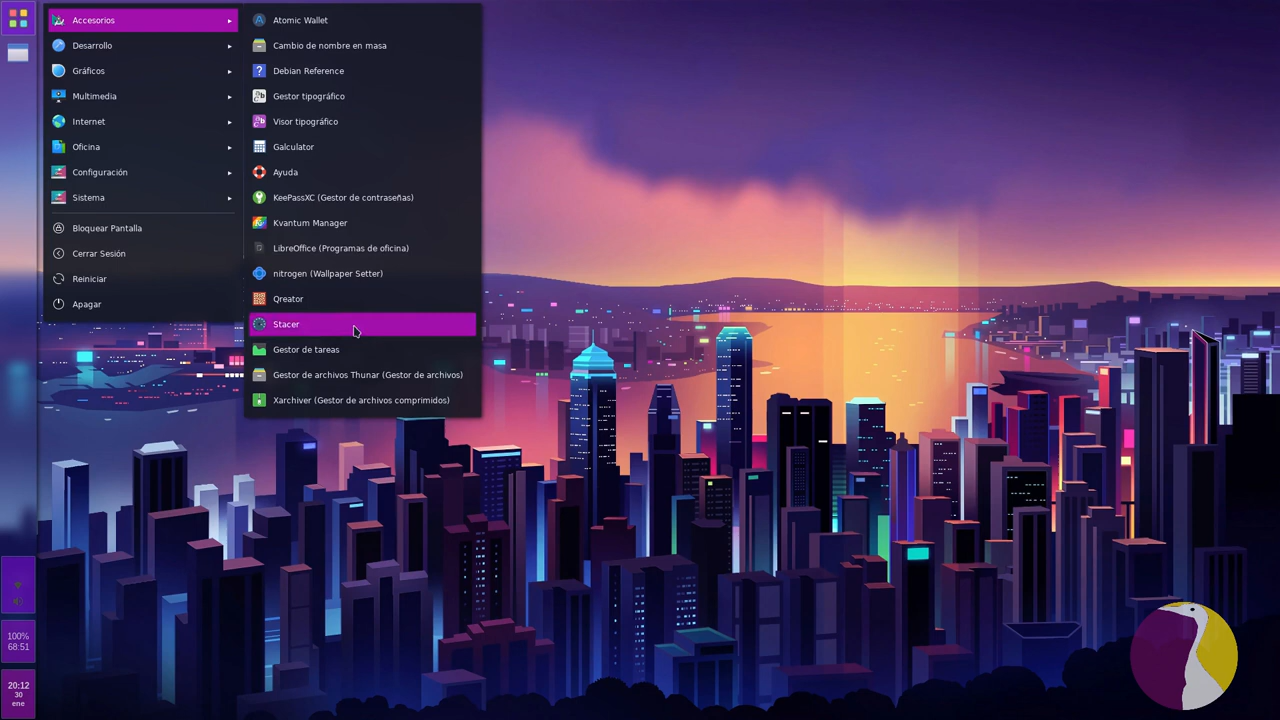 Accesorios
Desarrollo
Gráficos
Multimedia
Internet
Oficina
Configuración
Sistema
Bloquear Pantalla
Cerrar Sesión
Reiniciar
Apagar
Atomic Wallet
Cambio de nombre en masa
Debian Reference
Gestor tipográfico
Visor tipográfico
Galculator
Ayuda
KeePassXC (Gestor de contraseñas)
Kvantum Manager
LibreOffice (Programas de oficina)
nitrogen (Wallpaper Setter)
Qreator
Stacer
Gestor de tareas
Gestor de archivos Thunar (Gestor de archivos)
Xarchiver (Gestor de archivos comprimidos)
100%
68:51
20:12
30
ene